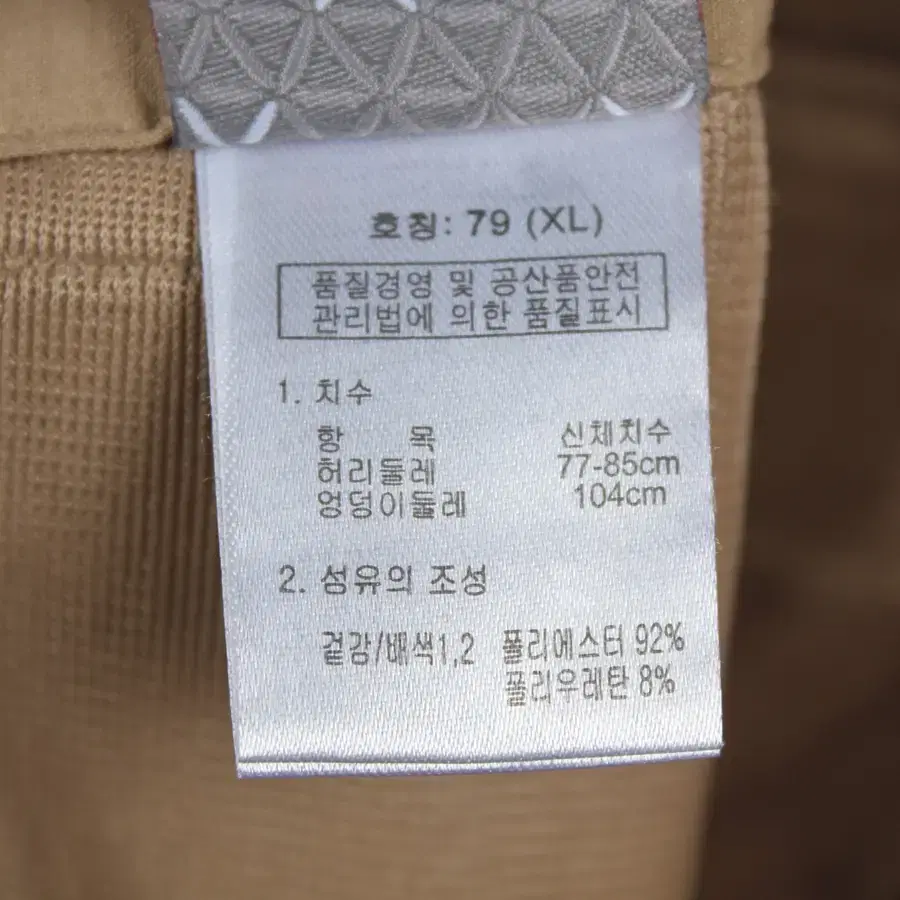 호칭: 79 (XL)
품질경영 및 공산품안전
관리법에 의한 품질표시
1. 치수
항 목 신체치수
허리둘레 77-85cm
엉덩이둘레 104cm
2. 섬유의 조성
겉감/배색1,2 폴리에스터 92%
폴리우레탄 8%